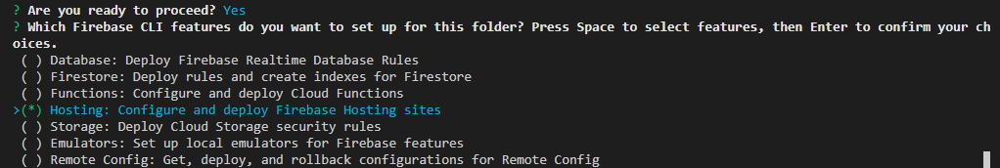 ? Are you ready to proceed? Yes
? Which Firebase CLI features do you want to set up for this folder? Press Space to select features, then Enter to confirm your ch
oices.
( ) Database: Deploy Firebase Realtime Database Rules
( ) Firestore: Deploy rules and create indexes for Firestore
( ) Functions: Configure and deploy Cloud Functions
>(*) Hosting: Configure and deploy Firebase Hosting sites
( ) Storage: Deploy Cloud Storage security rules
( ) Emulators: Set up local emulators for Firebase features
( ) Remote Config: Get, deploy, and rollback configurations for Remote Config